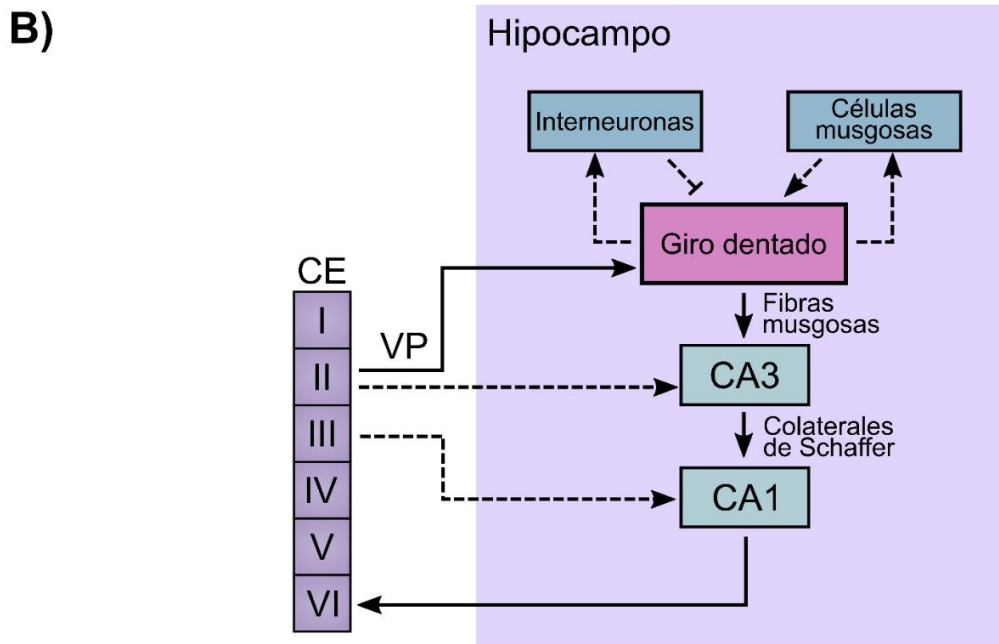 B)
Hipocampo
Interneuronas
Células
musgosas
Giro dentado
CE
I
Fibras
musgosas
VP
II
CA3
III
Colaterales
de Schaffer
IV
CA1
V
VI